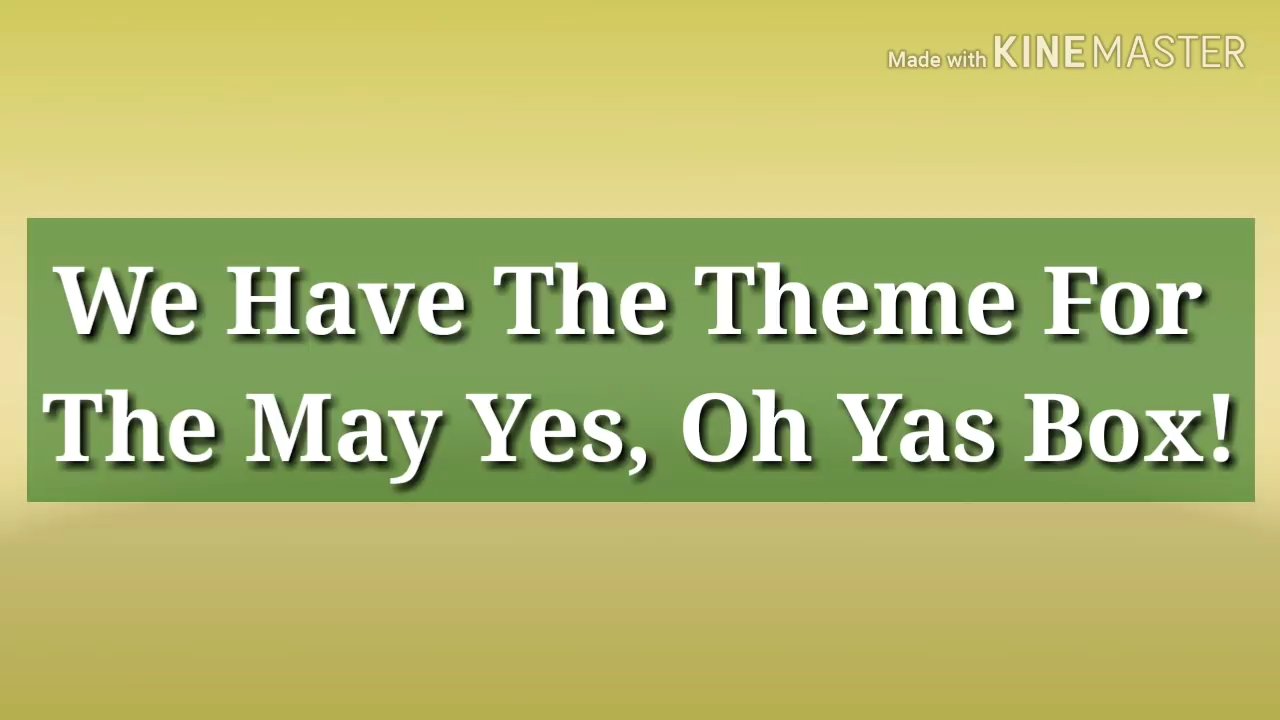 Made with KINEMASTER
We Have The Theme For
The May Yes, Oh Yas Box!